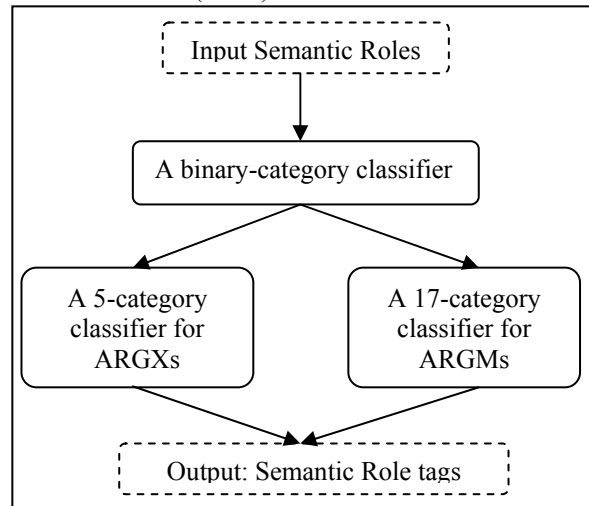 Input Semantic Roles
A binary-category classifier
A 5-category
classifier for
ARGXs
A 17-category
classifier for
ARGMs
Output: Semantic Role tags